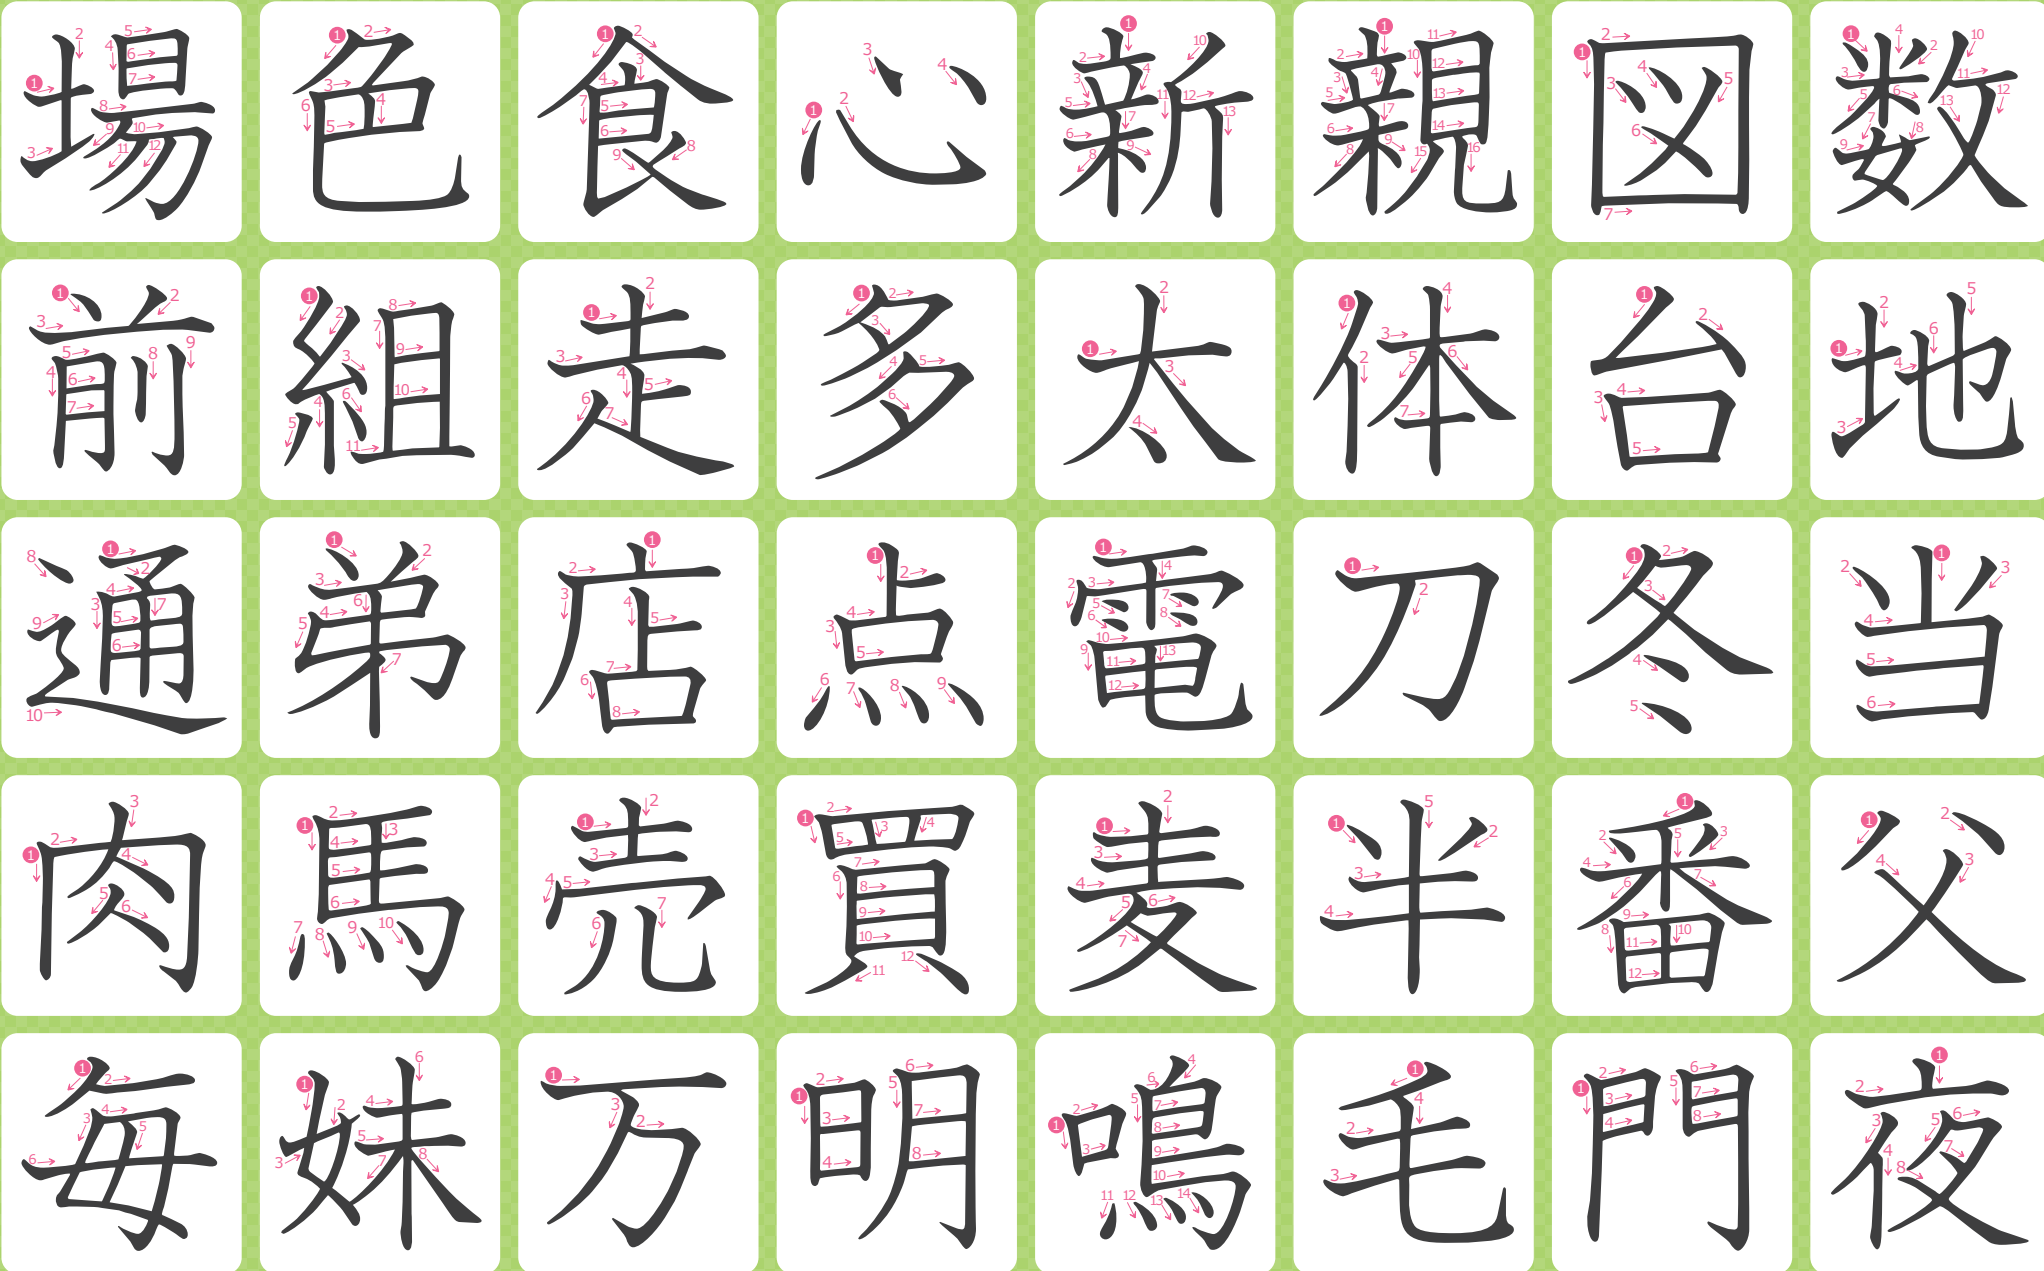 場 色 食 心 新 親 図 数
前 組 走 多 太 体 台 地
通 弟 店 点 電 刀 冬 当
肉 馬 売 買 麦 半 番 父
毎 妹 万 明 鳴 毛 門 夜